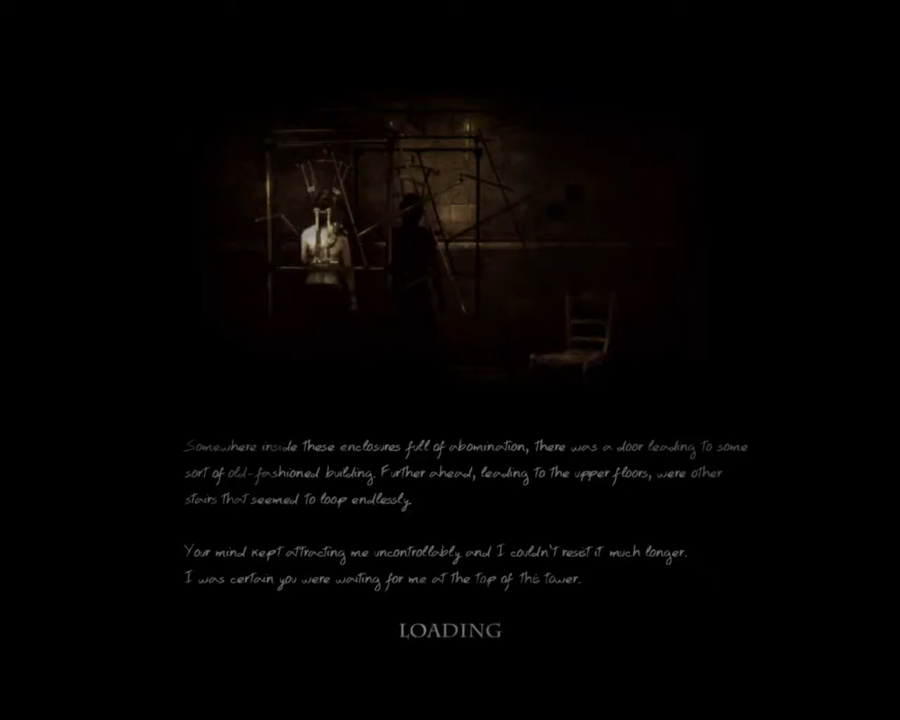 Somewhere inside these enclosures full of abomination, there was a door leading to some
sort of old-fashioned building. Further ahead, leading to the upper floors, were other
stairs that seemed to loop endlessly.
Your mind kept attracting me uncontrollably and I couldn't reset it much longer.
I was certain you were waiting for me at the top of this tower.
LOADING